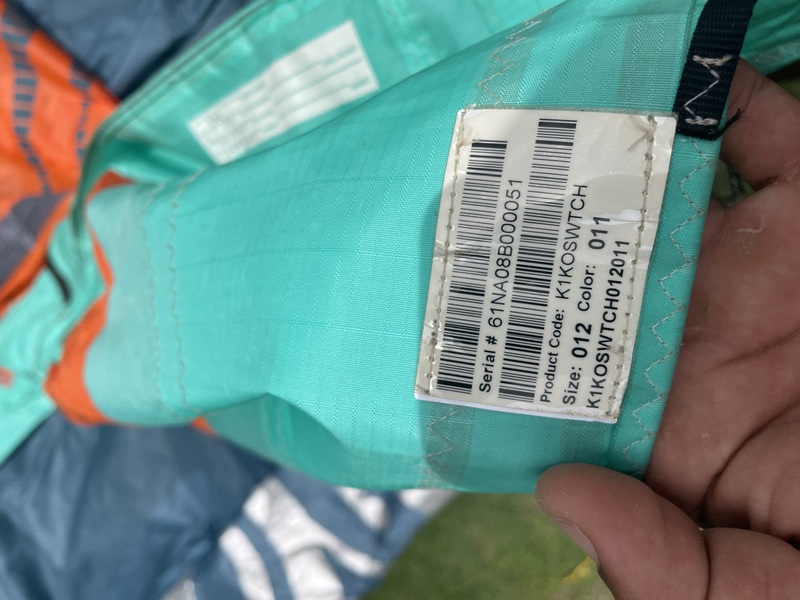 Serial # 61NA08B000051
Product Code: K1KOSWTCH
Size: 012 Color: 011
K1KOSWTCH012011